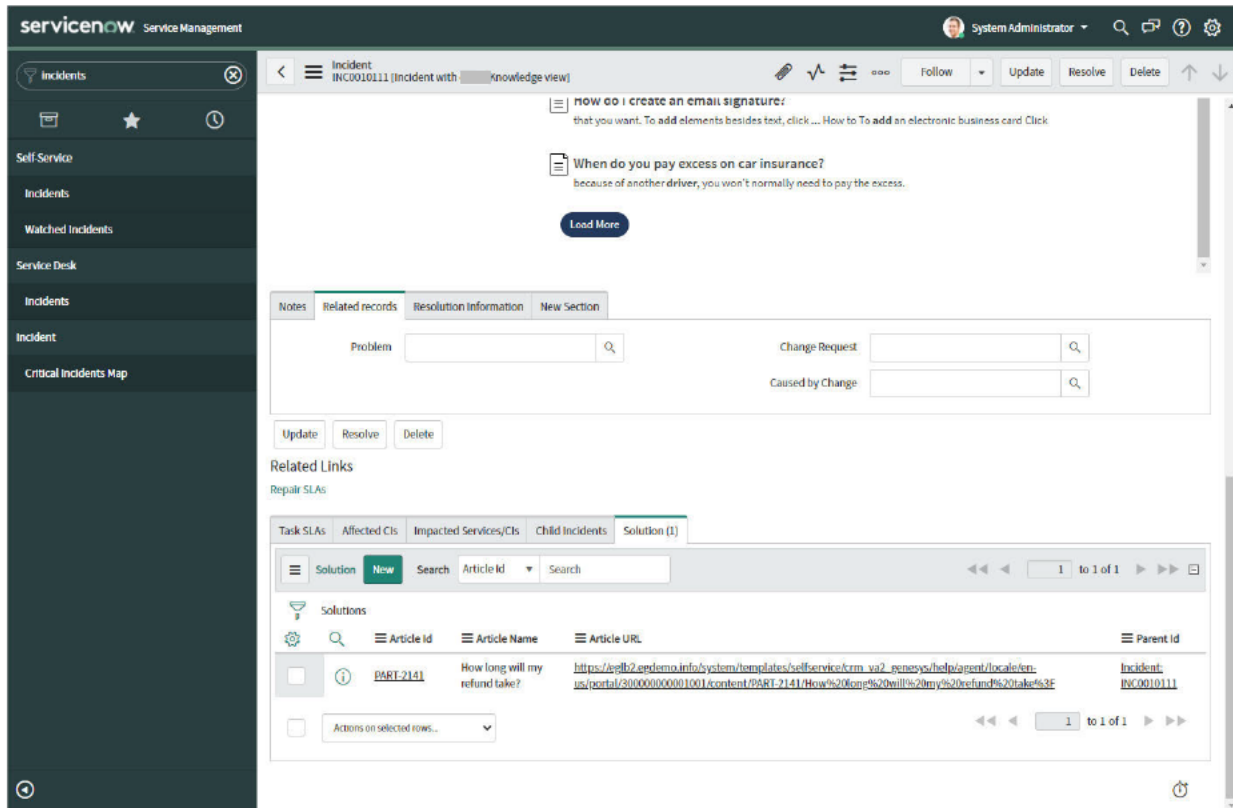 servicenow Service Management
System Administrator
incidents
Incident
INC0010111 [Incident with Knowledge view]
Follow
Update
Resolve
Delete
How do I create an email signature?
that you want. To add elements besides text, click ... How to To add an electronic business card Click
Self-Service
When do you pay excess on car insurance?
because of another driver, you won't normally need to pay the excess.
Incidents
Load More
Watched Incidents
Service Desk
Incidents
Notes
Related records
Resolution Information
New Section
Incident
Problem
Change Request
Critical Incidents Map
Caused by Change
Update
Resolve
Delete
Related Links
Repair SLAs
Task SLAs
Affected CIs
Impacted Services/CIs
Child Incidents
Solution (1)
Solution
New
Search
Article Id
Search
1 to 1 of 1
Solutions
Article Id
Article Name
Article URL
Parent Id
PART-2141
How long will my
refund take?
https://eglb2.egdemo.info/system/templates/selfservice/crm_va2_genesys/help/agent/locale/en-
us/portal/300000000001001/content/PART-2141/How%20long%20will%20my%20refund%20take%3F
Incident:
INC0010111
Actions on selected rows...
1 to 1 of 1